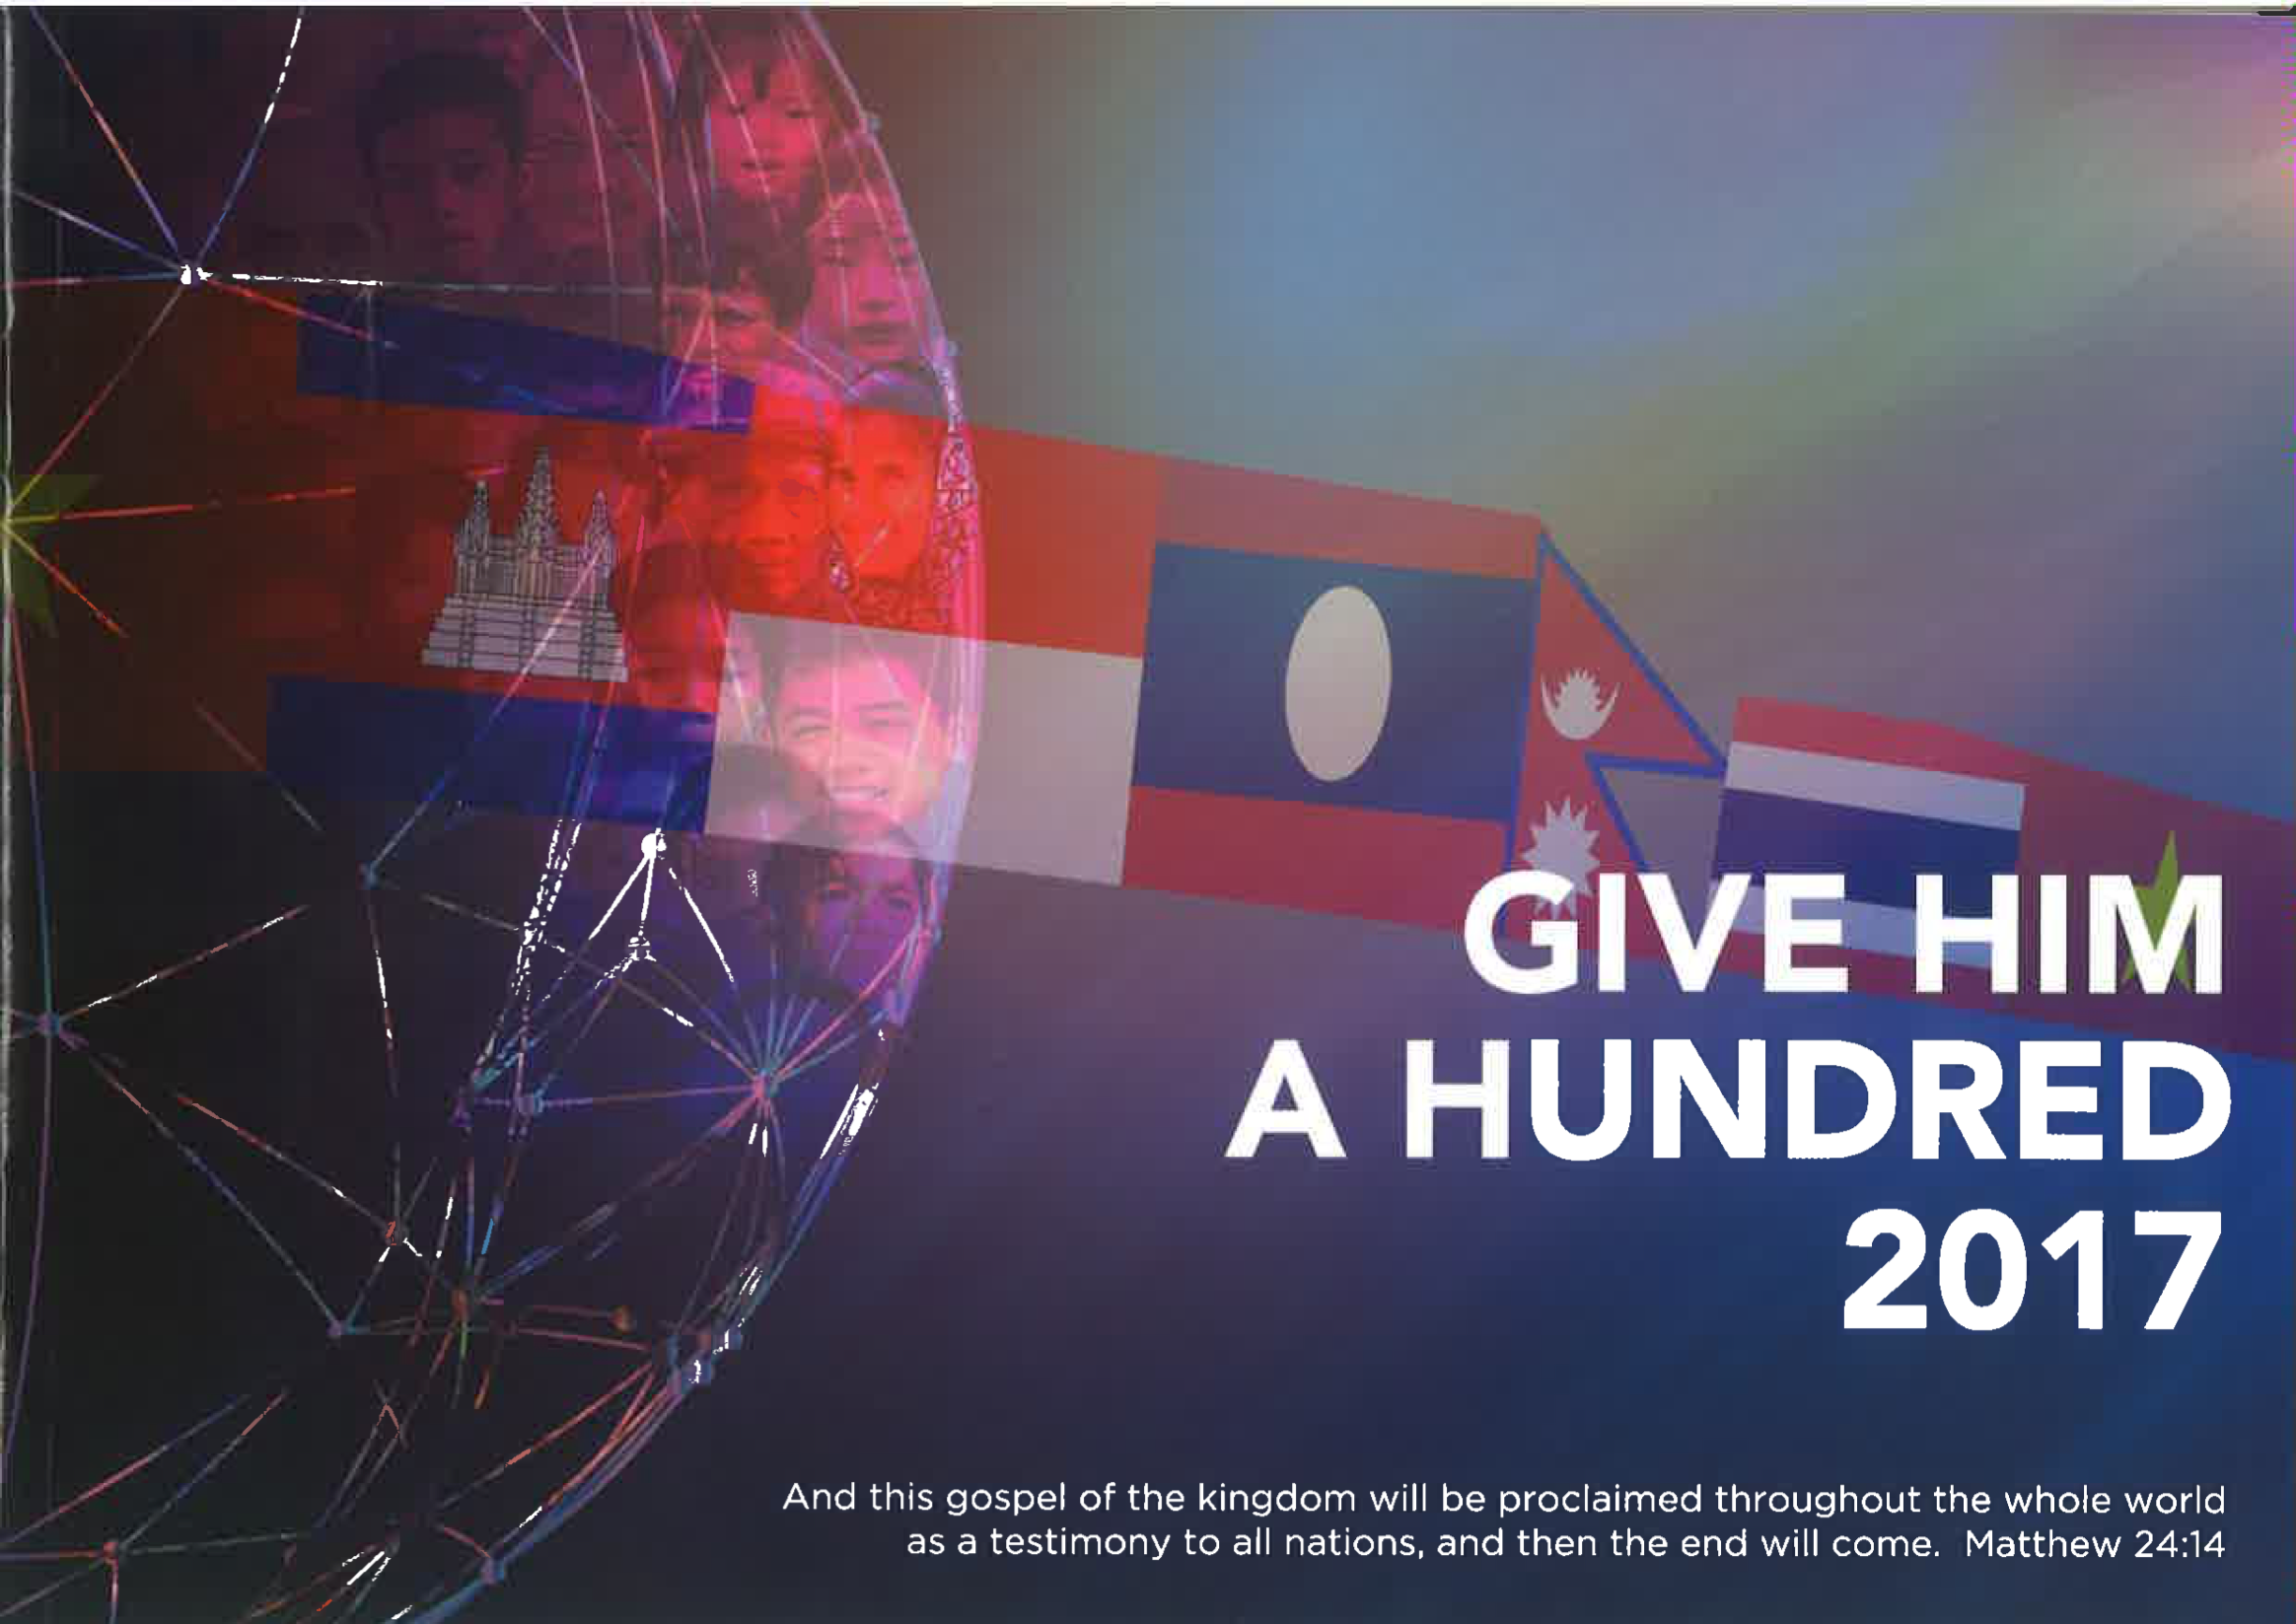 GIVE HIM
A HUNDRED
2017
And this gospel of the kingdom will be proclaimed throughout the whole world
as a testimony to all nations, and then the end will come. Matthew 24:14